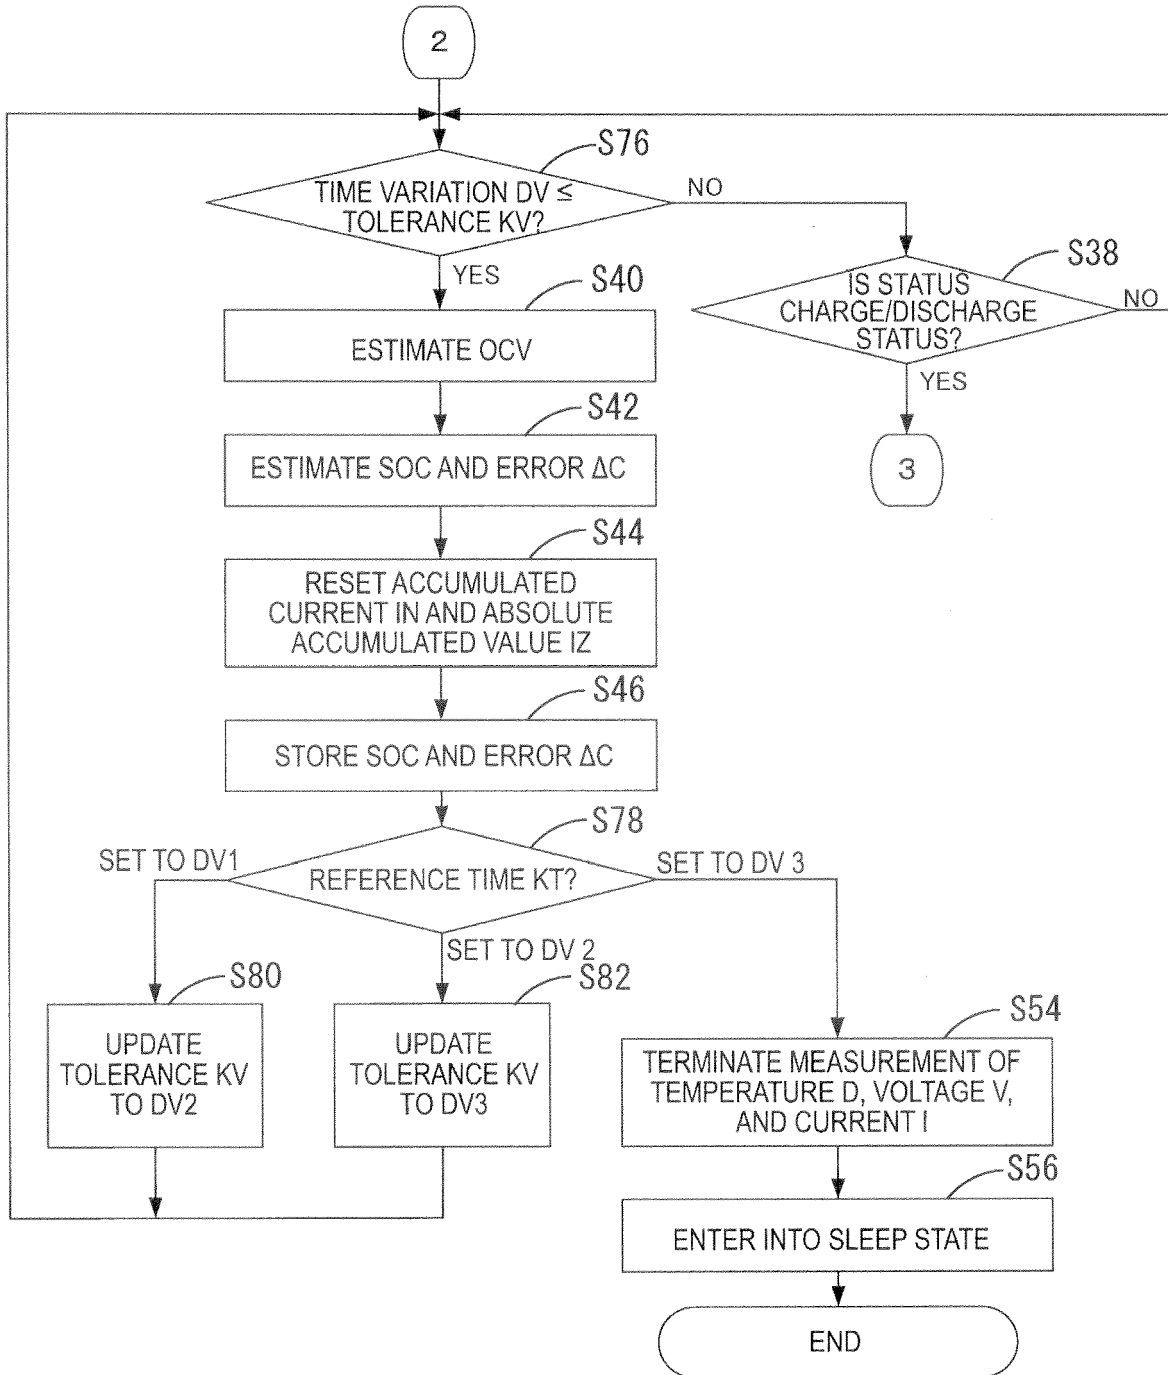 2
S76
TIME VARIATION DV ≤
TOLERANCE KV?
NO
YES
S38
IS STATUS
CHARGE/DISCHARGE
STATUS?
NO
YES
3
S40
ESTIMATE OCV
S42
ESTIMATE SOC AND ERROR ΔC
S44
RESET ACCUMULATED
CURRENT IN AND ABSOLUTE
ACCUMULATED VALUE IZ
S46
STORE SOC AND ERROR ΔC
S78
REFERENCE TIME KT?
SET TO DV1
SET TO DV 3
SET TO DV 2
S80
UPDATE
TOLERANCE KV
TO DV2
S82
UPDATE
TOLERANCE KV
TO DV3
S54
TERMINATE MEASUREMENT OF
TEMPERATURE D, VOLTAGE V,
AND CURRENT I
S56
ENTER INTO SLEEP STATE
END